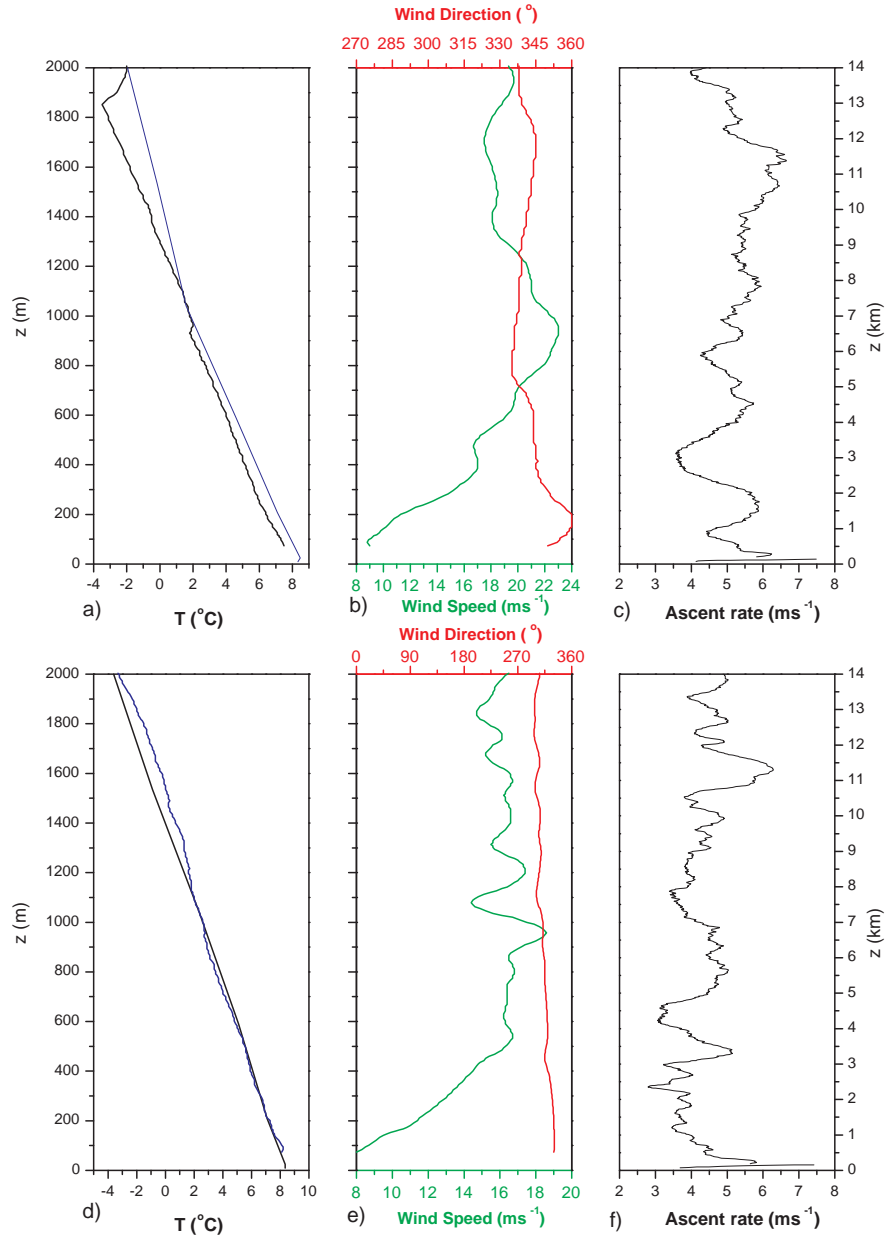 Wind Direction ( °)
270 285 300 315 330 345 360
2000
1800
1600
1400
1200
1000
800
600
400
200
0
z (m)
-4 -2 0 2 4 6 8
a)
T (°C)
8 10 12 14 16 18 20 22 24
b)
Wind Speed (ms⁻¹)
14
13
12
11
10
9
8
7
6
5
4
3
2
1
0
z (km)
2 3 4 5 6 7 8
c)
Ascent rate (ms⁻¹)
Wind Direction ( °)
0 90 180 270 360
2000
1800
1600
1400
1200
1000
800
600
400
200
0
z (m)
-4 -2 0 2 4 6 8 10
d)
T (°C)
8 10 12 14 16 18 20
e)
Wind Speed (ms⁻¹)
14
13
12
11
10
9
8
7
6
5
4
3
2
1
0
z (km)
2 3 4 5 6 7 8
f)
Ascent rate (ms⁻¹)